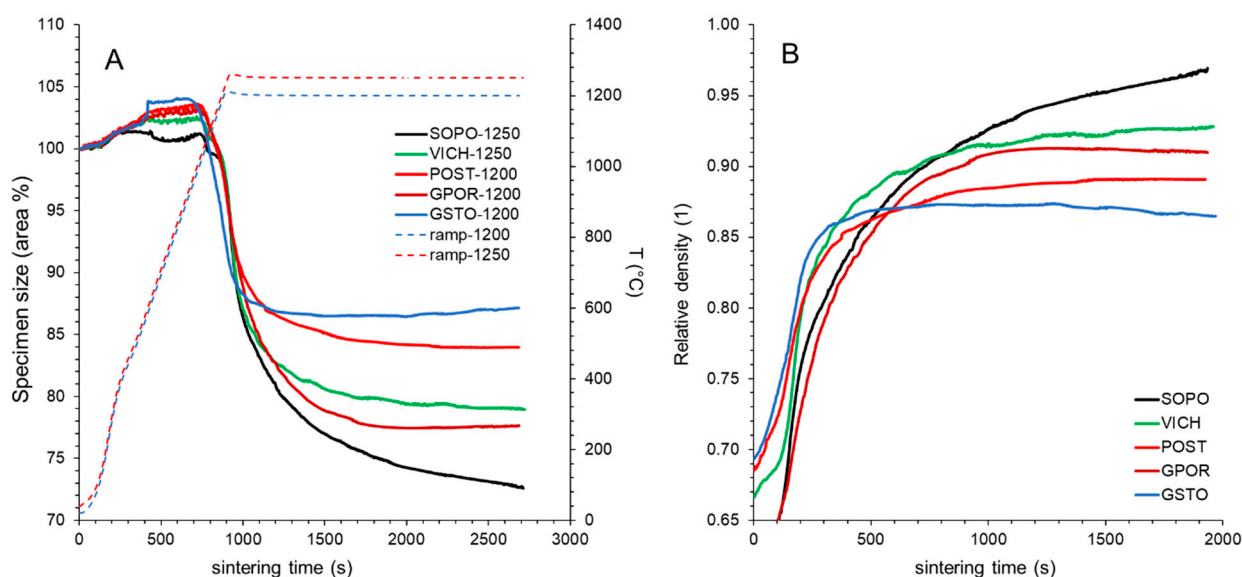 A
Specimen size (area %)
110
105
100
95
90
85
80
75
70
0
500
1000
1500
2000
2500
3000
sintering time (s)
1400
1200
1000
800
600
400
200
0
T (°C)
SOPO-1250
VICH-1250
POST-1200
GPOR-1200
GSTO-1200
ramp-1200
ramp-1250
B
Relative density (1)
1.00
0.95
0.90
0.85
0.80
0.75
0.70
0.65
0
500
1000
1500
2000
sintering time (s)
SOPO
VICH
POST
GPOR
GSTO